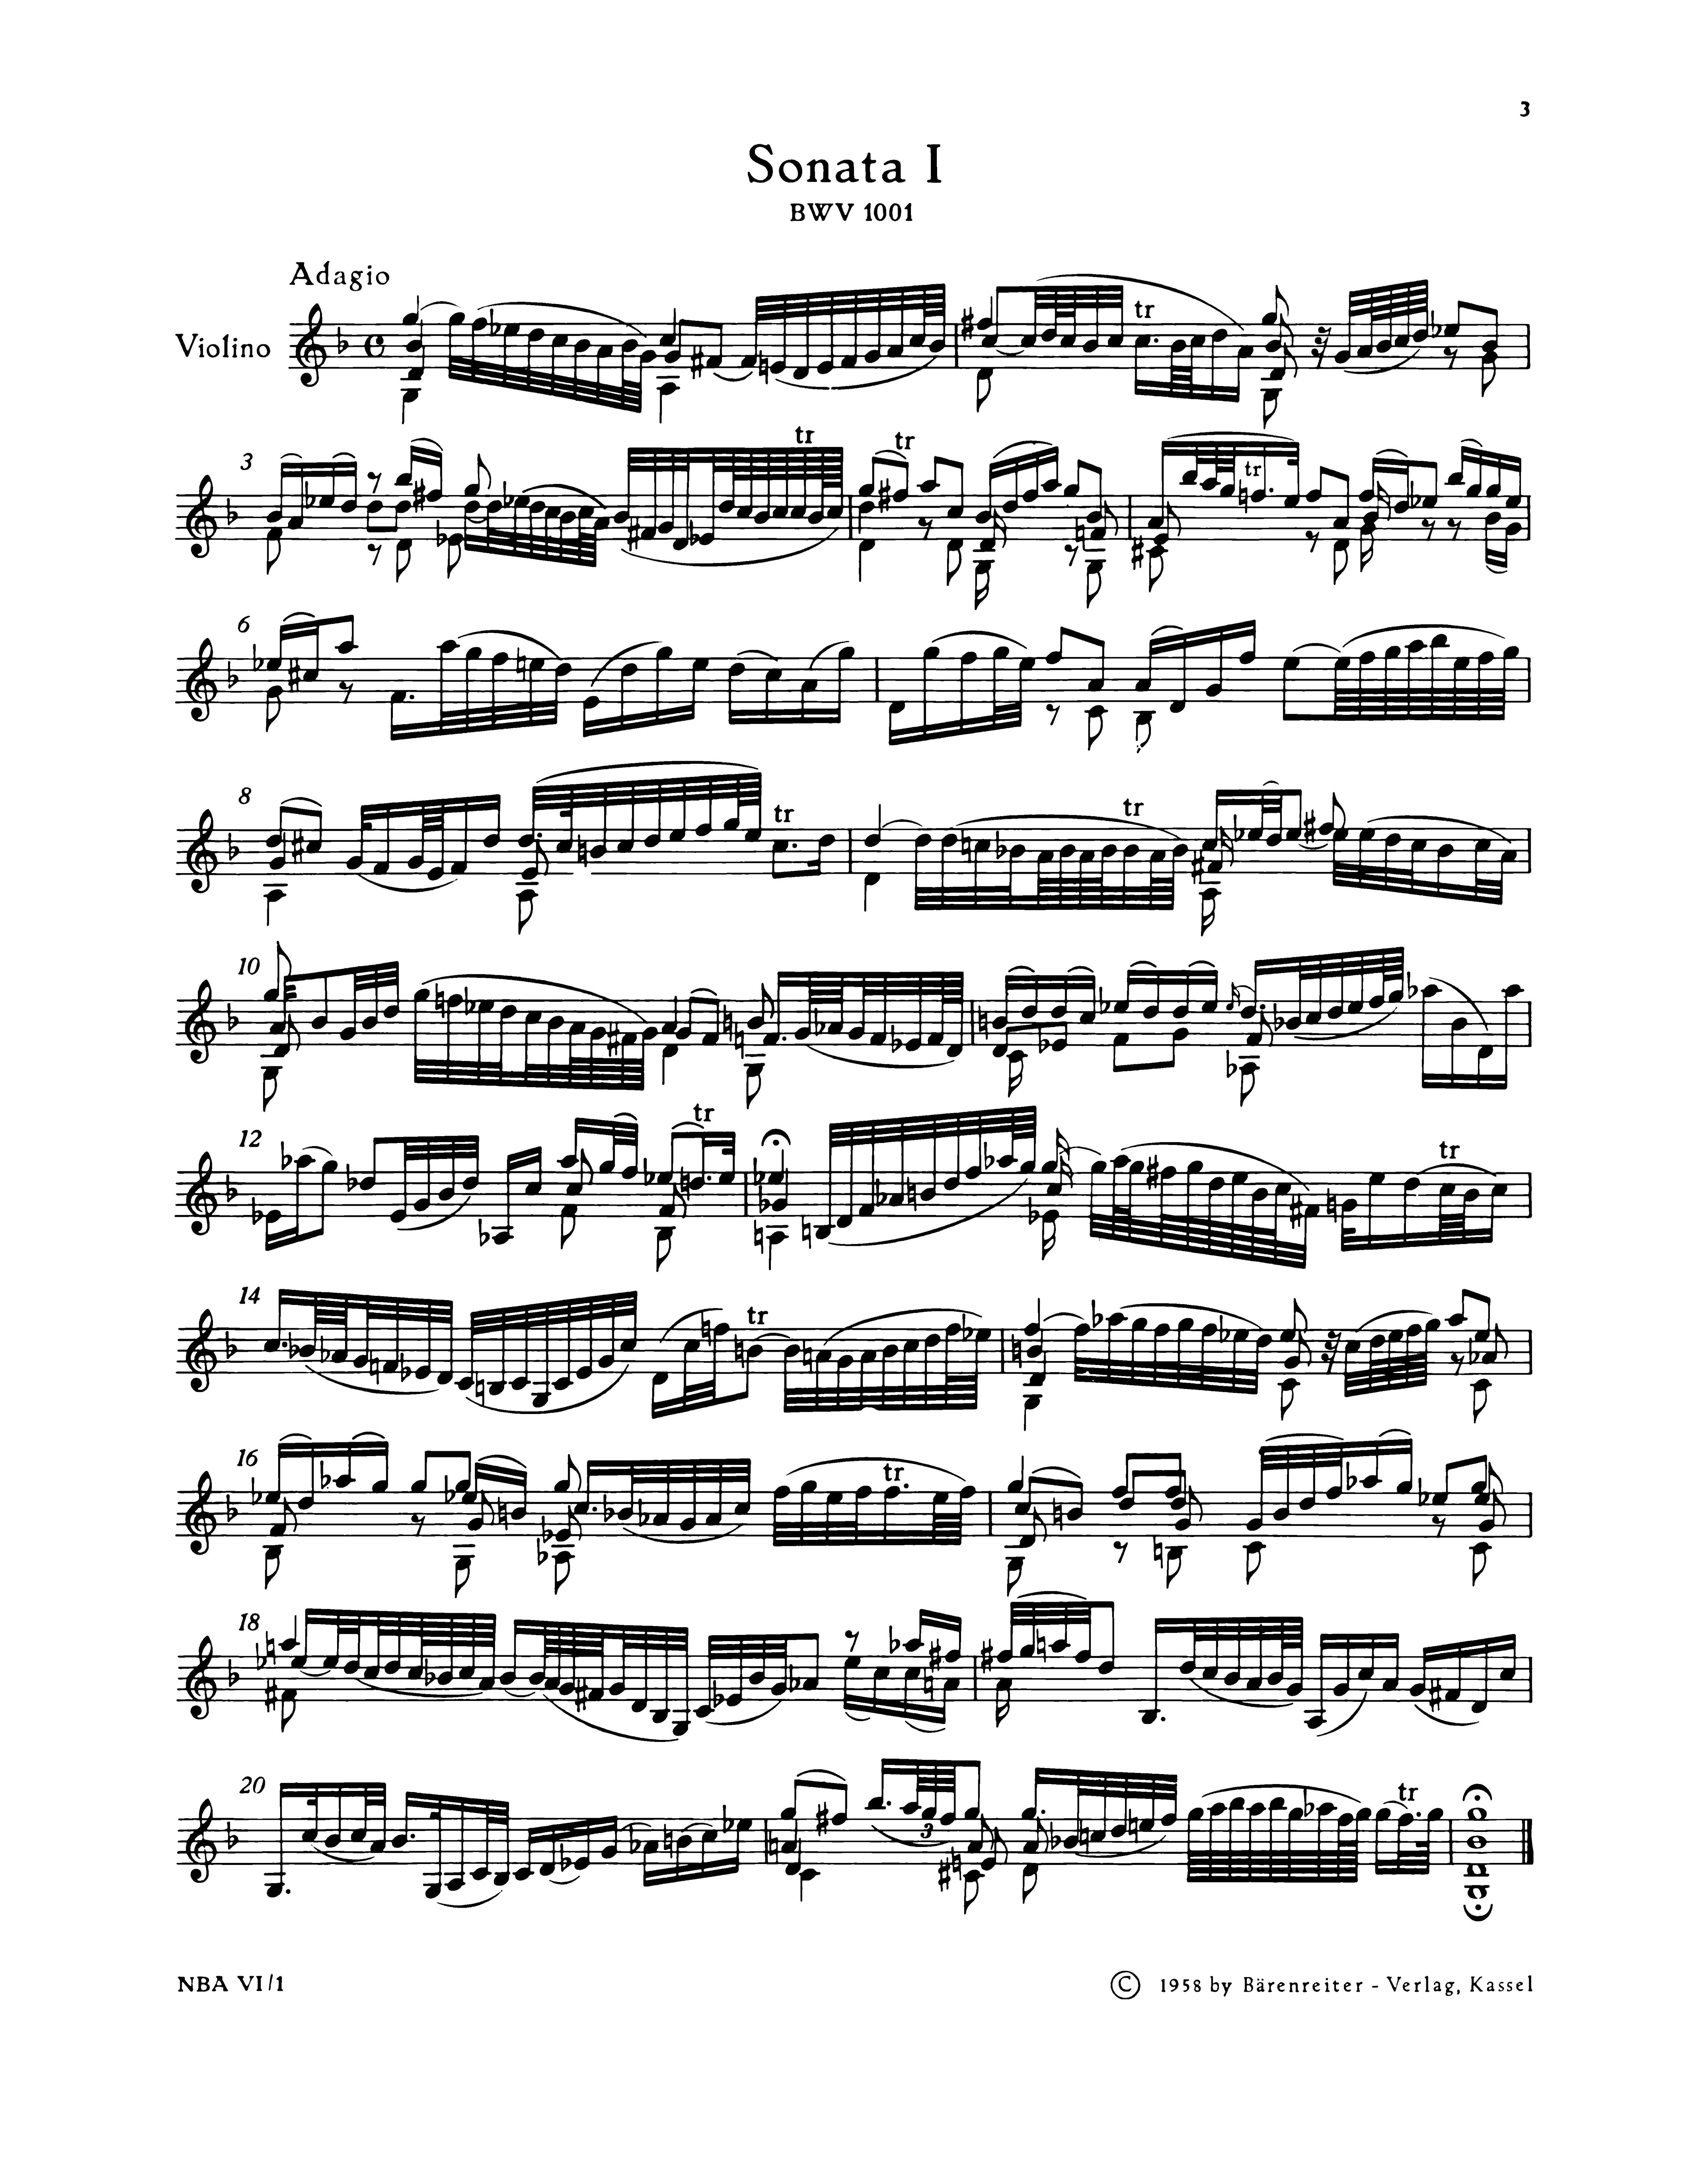 3
Sonata I
BWV 1001
Adagio
Violino
tr
3
tr
tr
tr
6
8
tr
tr
10
12
tr
tr
14
tr
16
tr
18
20
3
tr
NBA VI/1
© 1958 by Bärenreiter - Verlag, Kassel